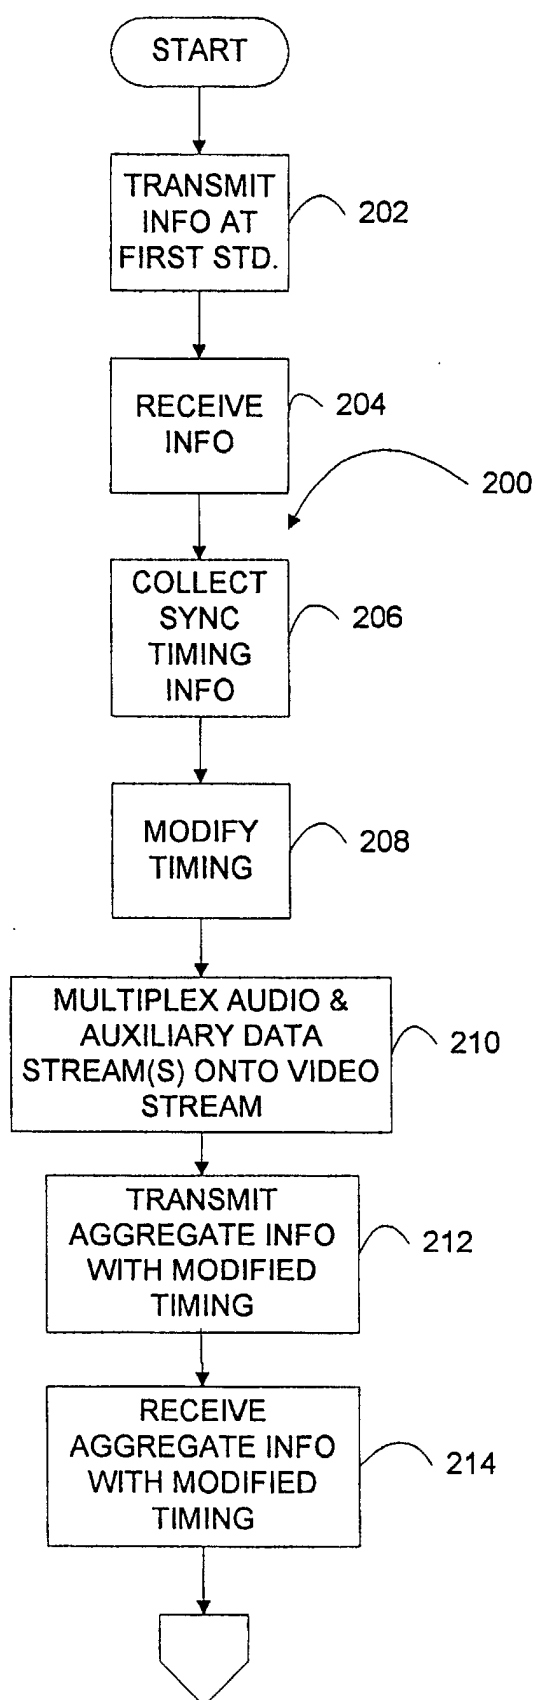 START
TRANSMIT
INFO AT
FIRST STD.
202
RECEIVE
INFO
204
200
COLLECT
SYNC
TIMING
INFO
206
MODIFY
TIMING
208
MULTIPLEX AUDIO &
AUXILIARY DATA
STREAM(S) ONTO VIDEO
STREAM
210
TRANSMIT
AGGREGATE INFO
WITH MODIFIED
TIMING
212
RECEIVE
AGGREGATE INFO
WITH MODIFIED
TIMING
214